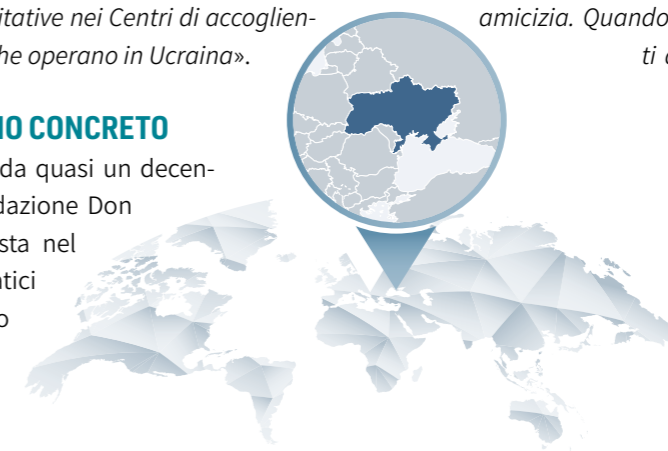 itative nei Centri di accoglien-
he operano in Ucraina».
IO CONCRETO
da quasi un decen-
dazione Don
sta nel
tici
o
amicizia. Quando
ti